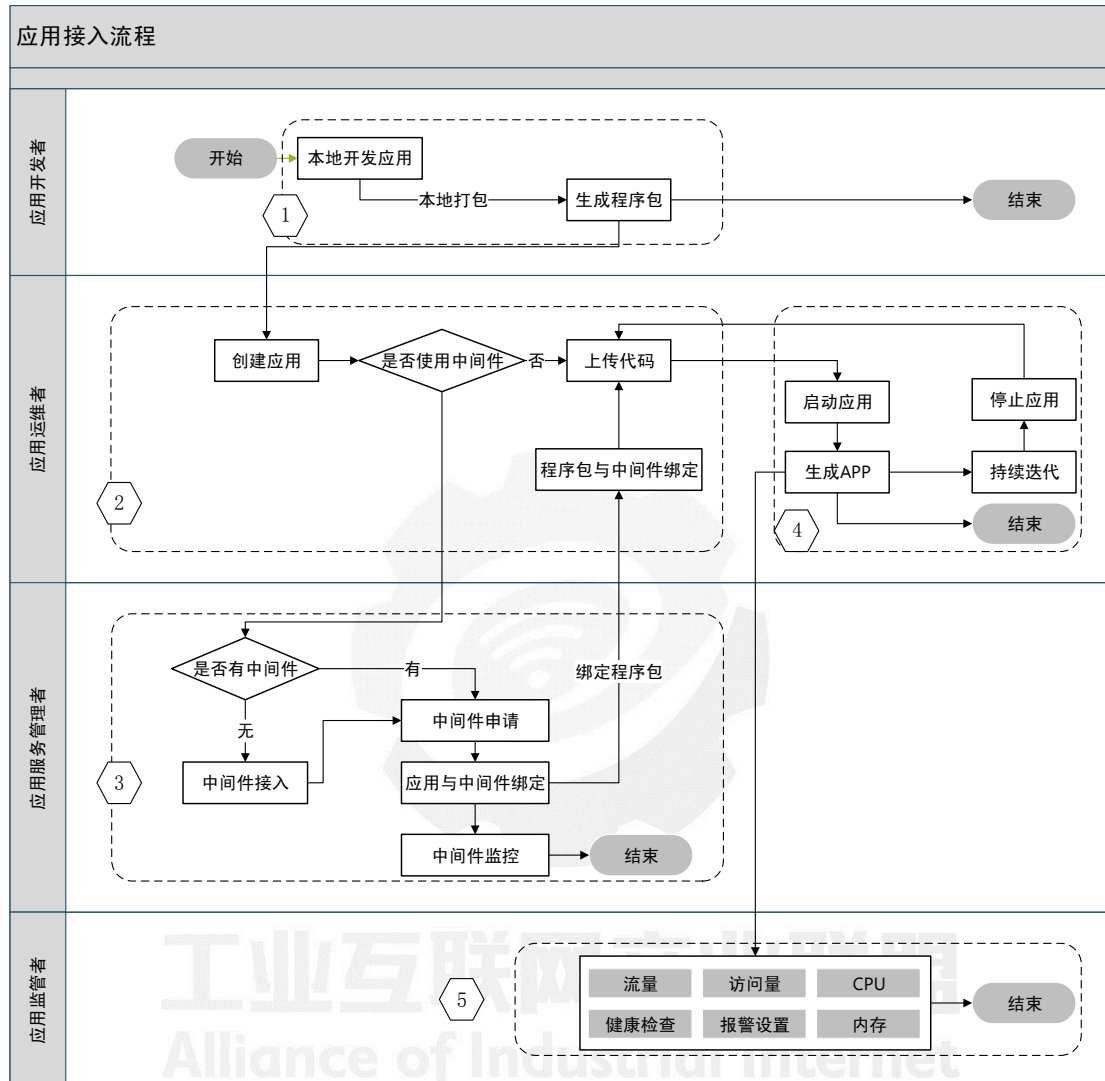 应用接入流程
应用开发者
开始
本地开发应用
本地打包
生成程序包
结束
1
应用运维者
创建应用
是否使用中间件
否
上传代码
启动应用
停止应用
程序包与中间件绑定
生成APP
持续迭代
结束
2
4
应用服务管理者
是否有中间件
有
绑定程序包
中间件申请
无
中间件接入
应用与中间件绑定
3
中间件监控
结束
应用监管者
工业互联网产业联盟
流量
访问量
CPU
5
结束
健康检查
报警设置
内存
Alliance of Industrial Internet